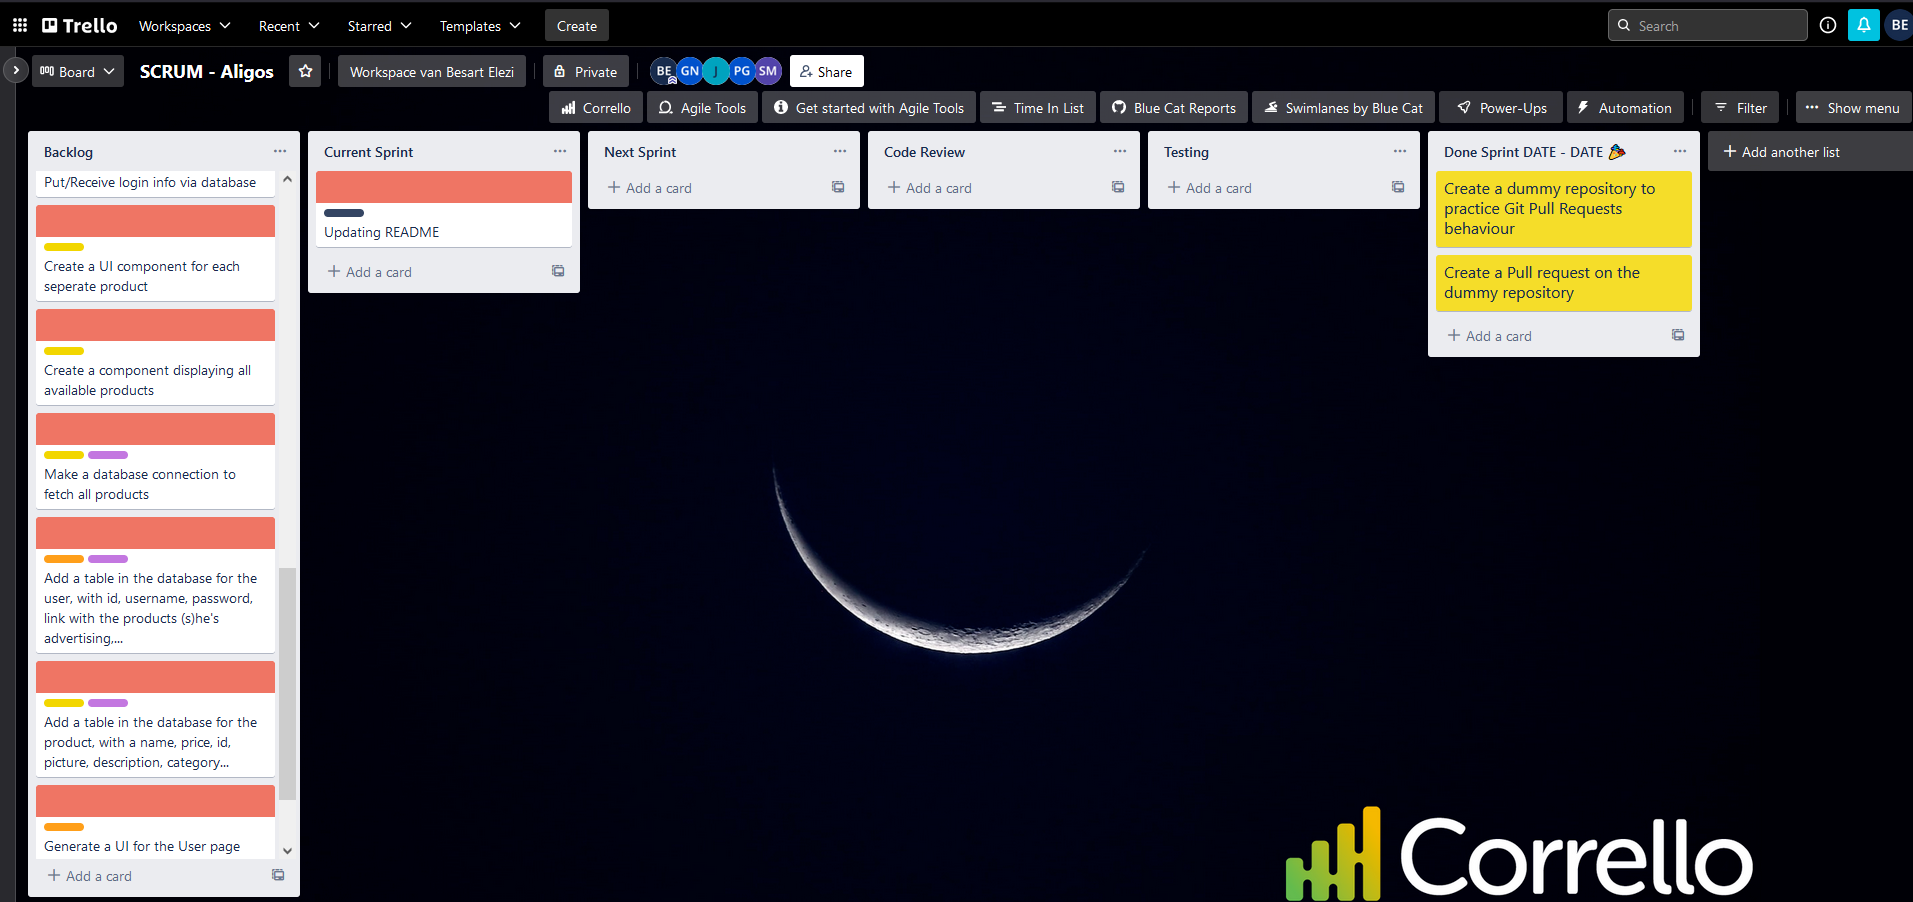 Trello Workspaces Recent Starred Templates Create Search BE
Board SCRUM - Aligos Workspace van Besart Elezi Private BE GN J PG SM Share
Corrello Agile Tools Get started with Agile Tools Time In List Blue Cat Reports Swimlanes by Blue Cat Power-Ups Automation Filter Show menu
Backlog
Put/Receive login info via database
Create a UI component for each
seperate product
Create a component displaying all
available products
Make a database connection to
fetch all products
Add a table in the database for the
user, with id, username, password,
link with the products (s)he's
advertising,...
Add a table in the database for the
product, with a name, price, id,
picture, description, category...
Generate a UI for the User page
+ Add a card
Current Sprint
Updating README
+ Add a card
Next Sprint
+ Add a card
Code Review
+ Add a card
Testing
+ Add a card
Done Sprint DATE - DATE 🎉
Create a dummy repository to
practice Git Pull Requests
behaviour
Create a Pull request on the
dummy repository
+ Add a card
+ Add another list
Corrello